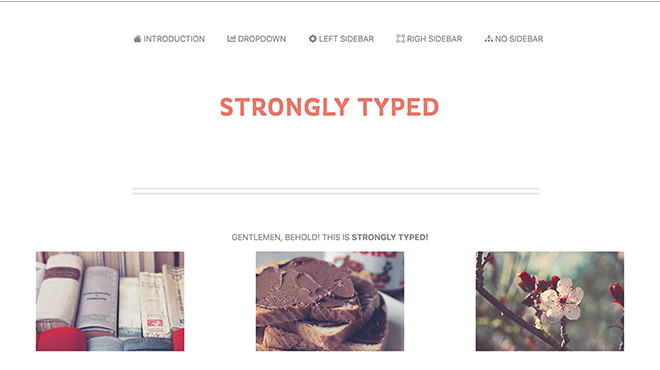 INTRODUCTION DROPDOWN LEFT SIDEBAR RIGH SIDEBAR NO SIDEBAR
STRONGLY TYPED
GENTLEMEN, BEHOLD! THIS IS STRONGLY TYPED!